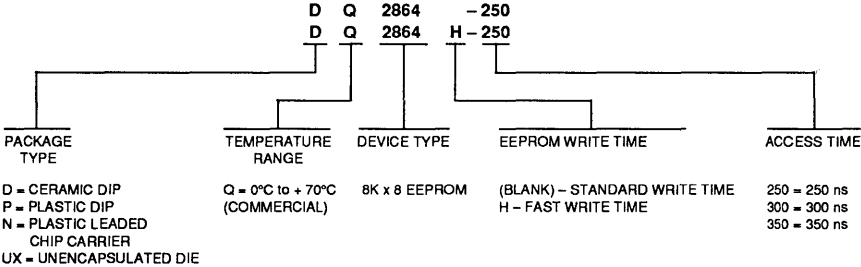 D Q 2864 -250
D Q 2864 H - 250
PACKAGE TYPE
TEMPERATURE RANGE
DEVICE TYPE
EEPROM WRITE TIME
ACCESS TIME
D = CERAMIC DIP
P = PLASTIC DIP
N = PLASTIC LEADED
CHIP CARRIER
UX = UNENCAPSULATED DIE
Q = 0°C to + 70°C
(COMMERCIAL)
8K x 8 EEPROM
(BLANK) – STANDARD WRITE TIME
H – FAST WRITE TIME
250 = 250 ns
300 = 300 ns
350 = 350 ns